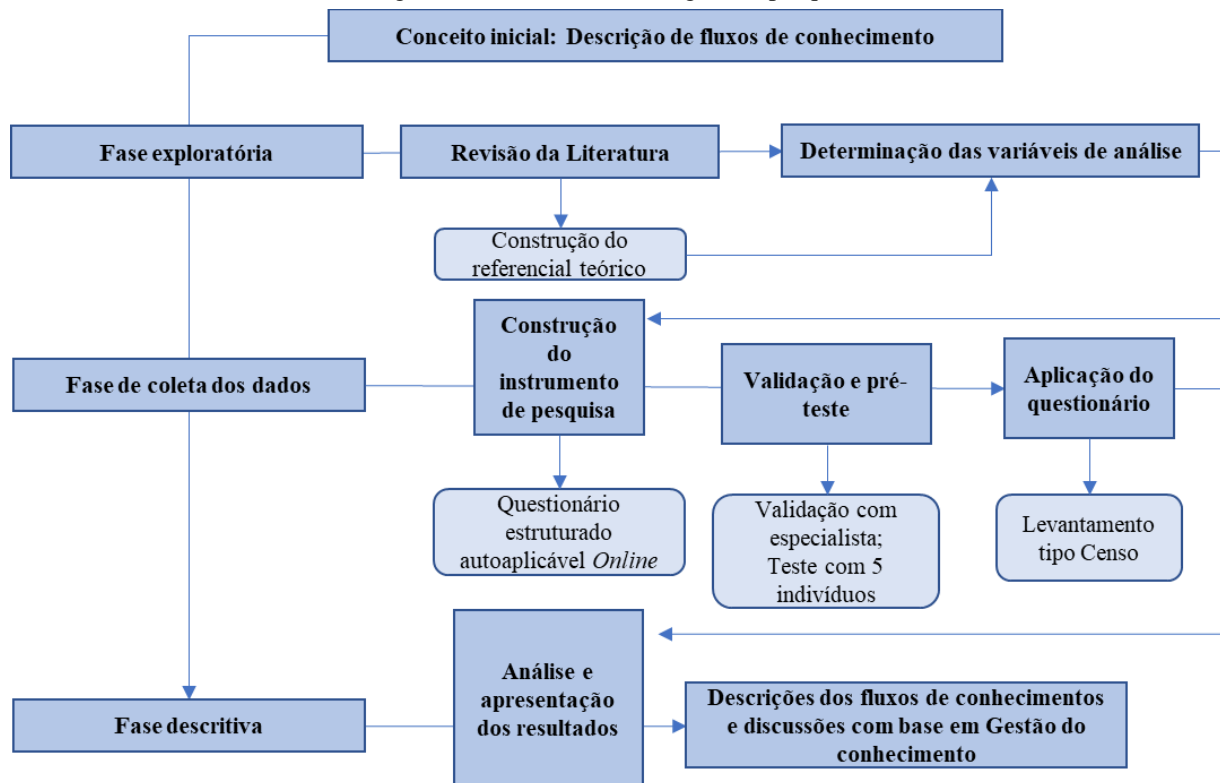 Conceito inicial: Descrição de fluxos de conhecimento
Fase exploratória
Revisão da Literatura
Determinação das variáveis de análise
Construção do
referencial teórico
Fase de coleta dos dados
Construção
do
instrumento
de pesquisa
Validação e pré-
teste
Aplicação do
questionário
Questionário
estruturado
autoaplicável Online
Validação com
especialista;
Teste com 5
indivíduos
Levantamento
tipo Censo
Fase descritiva
Análise e
apresentação
dos resultados
Descrições dos fluxos de conhecimentos
e discussões com base em Gestão do
conhecimento